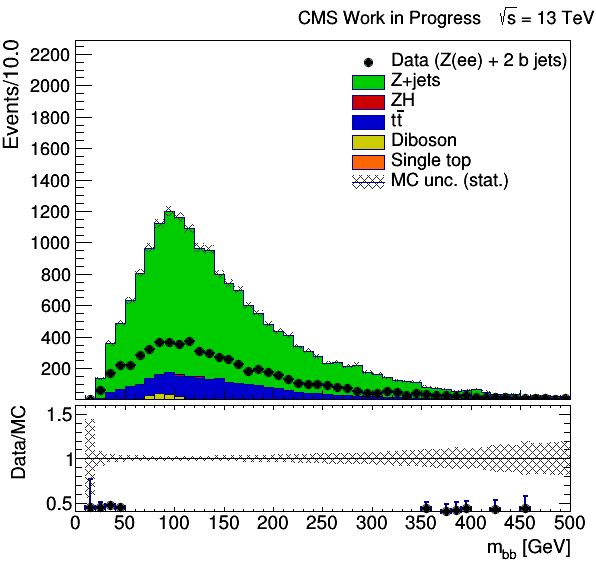 CMS Work in Progress √s = 13 TeV
Events/10.0
2200
2000
1800
1600
1400
1200
1000
800
600
400
200
Data (Z(ee) + 2 b jets)
Z+jets
ZH
tt̅
Diboson
Single top
MC unc. (stat.)
Data/MC
1.5
1
0.5
0 50 100 150 200 250 300 350 400 450 500
m_bb [GeV]